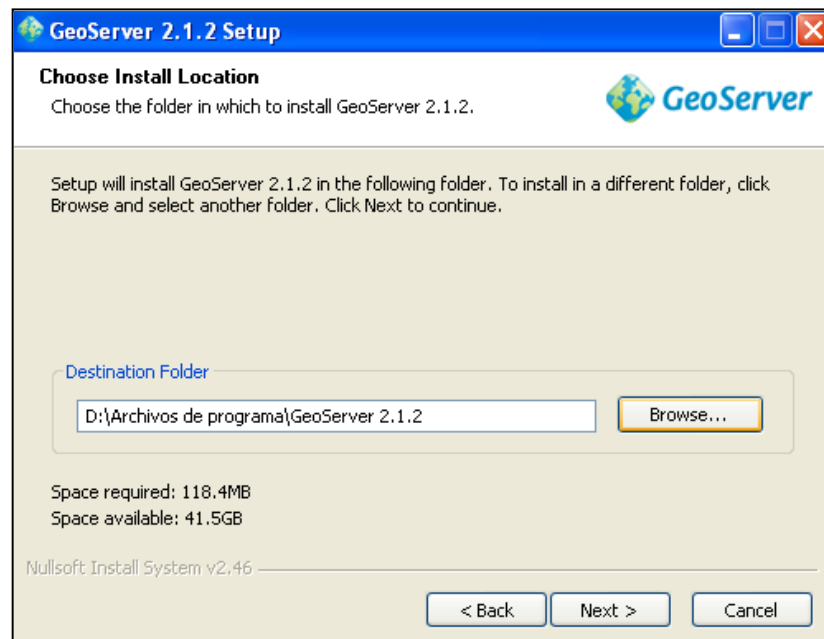 GeoServer 2.1.2 Setup
Choose Install Location
Choose the folder in which to install GeoServer 2.1.2.
GeoServer
Setup will install GeoServer 2.1.2 in the following folder. To install in a different folder, click
Browse and select another folder. Click Next to continue.
Destination Folder
D:\Archivos de programa\GeoServer 2.1.2
Browse...
Space required: 118.4MB
Space available: 41.5GB
Nullsoft Install System v2.46
< Back
Next >
Cancel